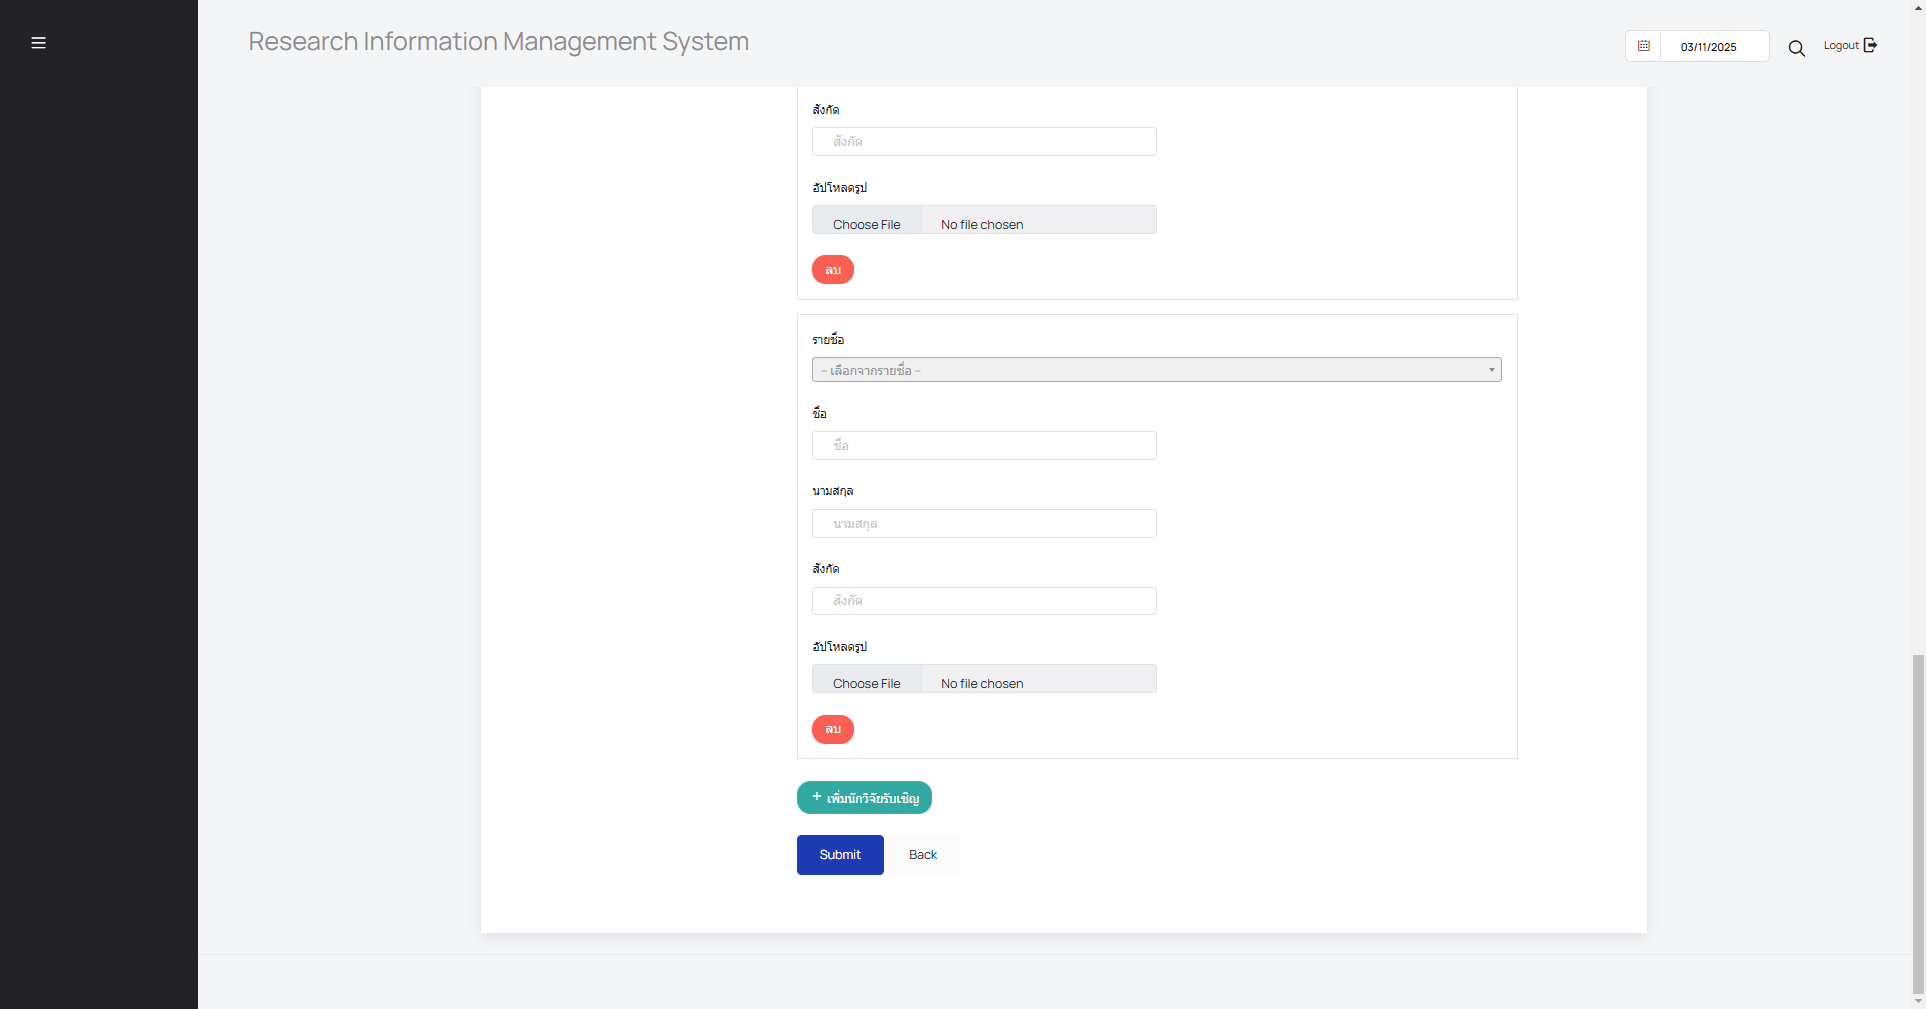 Research Information Management System
03/11/2025
Logout
สังกัด
สังกัด
อัปโหลดรูป
Choose File No file chosen
ลบ
รายชื่อ
-- เลือกจากรายชื่อ --
ชื่อ
ชื่อ
นามสกุล
นามสกุล
สังกัด
สังกัด
อัปโหลดรูป
Choose File No file chosen
ลบ
+ เพิ่มนักวิจัยรับเชิญ
Submit Back